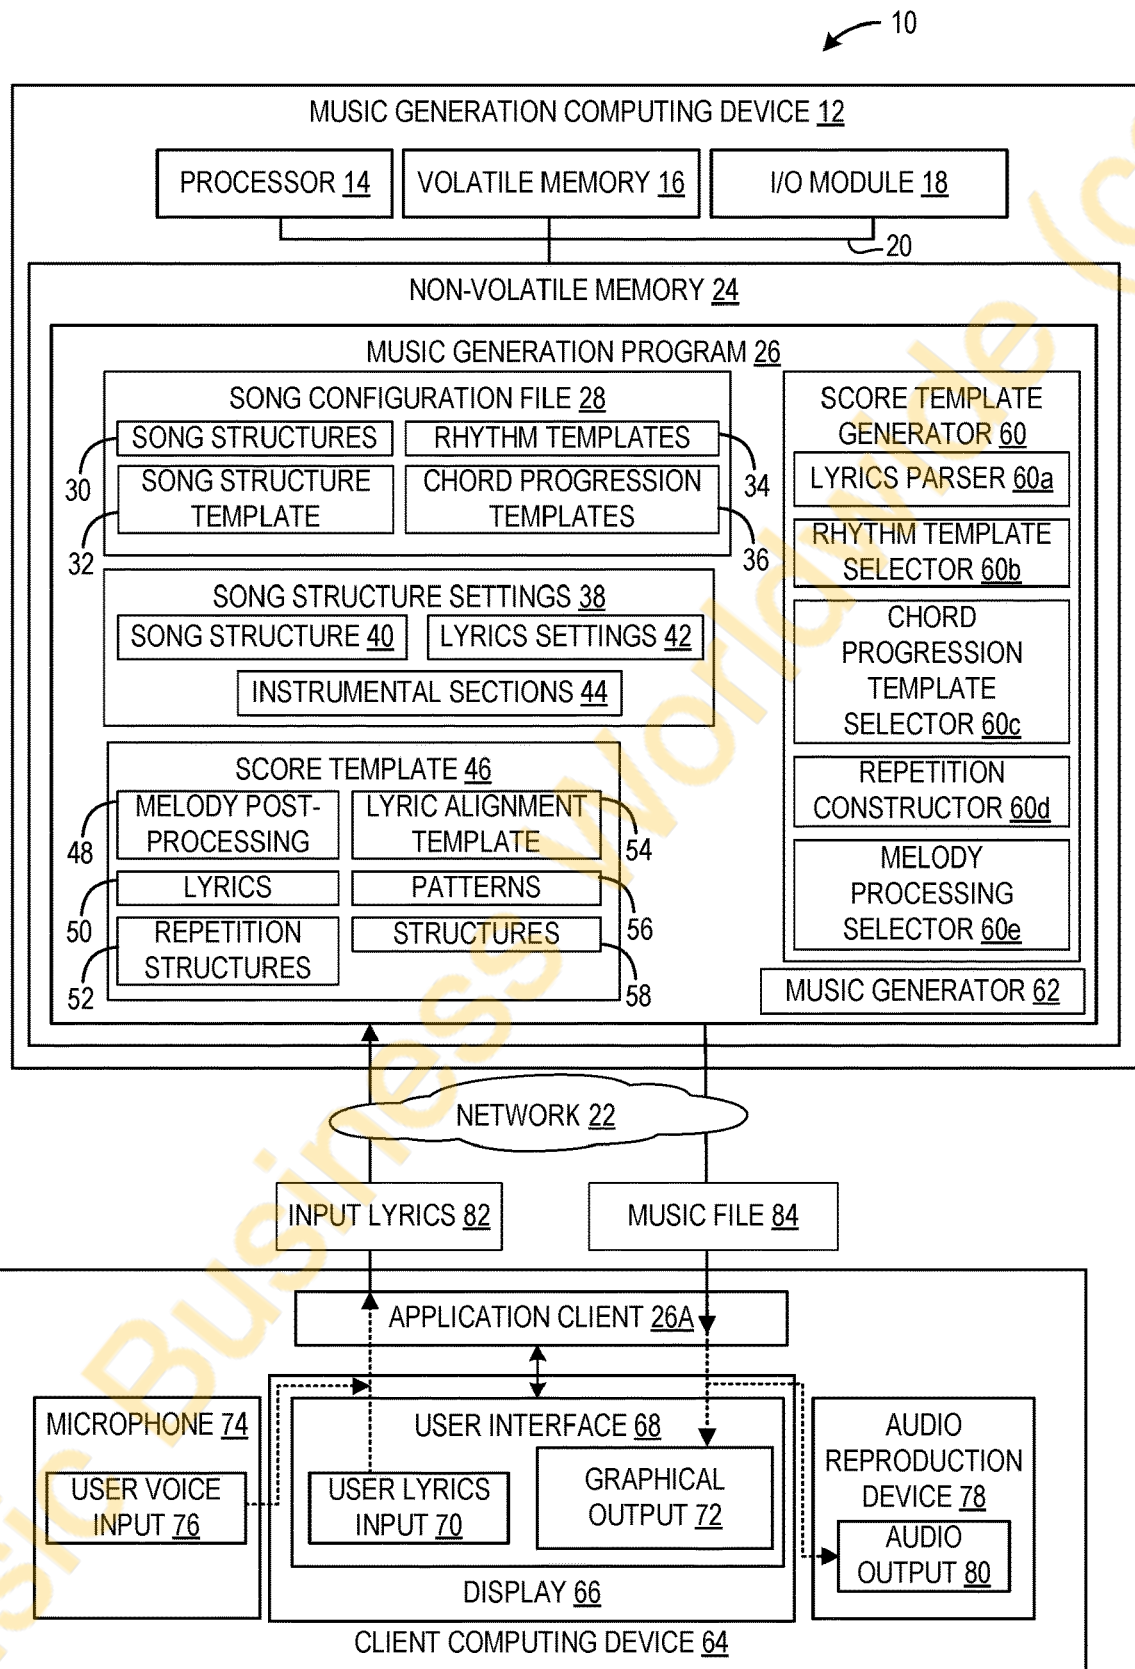 10
MUSIC GENERATION COMPUTING DEVICE 12
PROCESSOR 14
VOLATILE MEMORY 16
I/O MODULE 18
20
NON-VOLATILE MEMORY 24
MUSIC GENERATION PROGRAM 26
SONG CONFIGURATION FILE 28
SONG STRUCTURES
RHYTHM TEMPLATES
30
34
SONG STRUCTURE
TEMPLATE
CHORD PROGRESSION
TEMPLATES
32
36
SONG STRUCTURE SETTINGS 38
SONG STRUCTURE 40
LYRICS SETTINGS 42
INSTRUMENTAL SECTIONS 44
SCORE TEMPLATE 46
MELODY POST-
PROCESSING
LYRIC ALIGNMENT
TEMPLATE
48
54
LYRICS
PATTERNS
50
56
REPETITION
STRUCTURES
STRUCTURES
52
58
SCORE TEMPLATE
GENERATOR 60
LYRICS PARSER 60a
RHYTHM TEMPLATE
SELECTOR 60b
CHORD
PROGRESSION
TEMPLATE
SELECTOR 60c
REPETITION
CONSTRUCTOR 60d
MELODY
PROCESSING
SELECTOR 60e
MUSIC GENERATOR 62
NETWORK 22
INPUT LYRICS 82
MUSIC FILE 84
APPLICATION CLIENT 26A
MICROPHONE 74
USER VOICE
INPUT 76
USER INTERFACE 68
USER LYRICS
INPUT 70
GRAPHICAL
OUTPUT 72
DISPLAY 66
AUDIO
REPRODUCTION
DEVICE 78
AUDIO
OUTPUT 80
CLIENT COMPUTING DEVICE 64
sic Business Worldwide (c